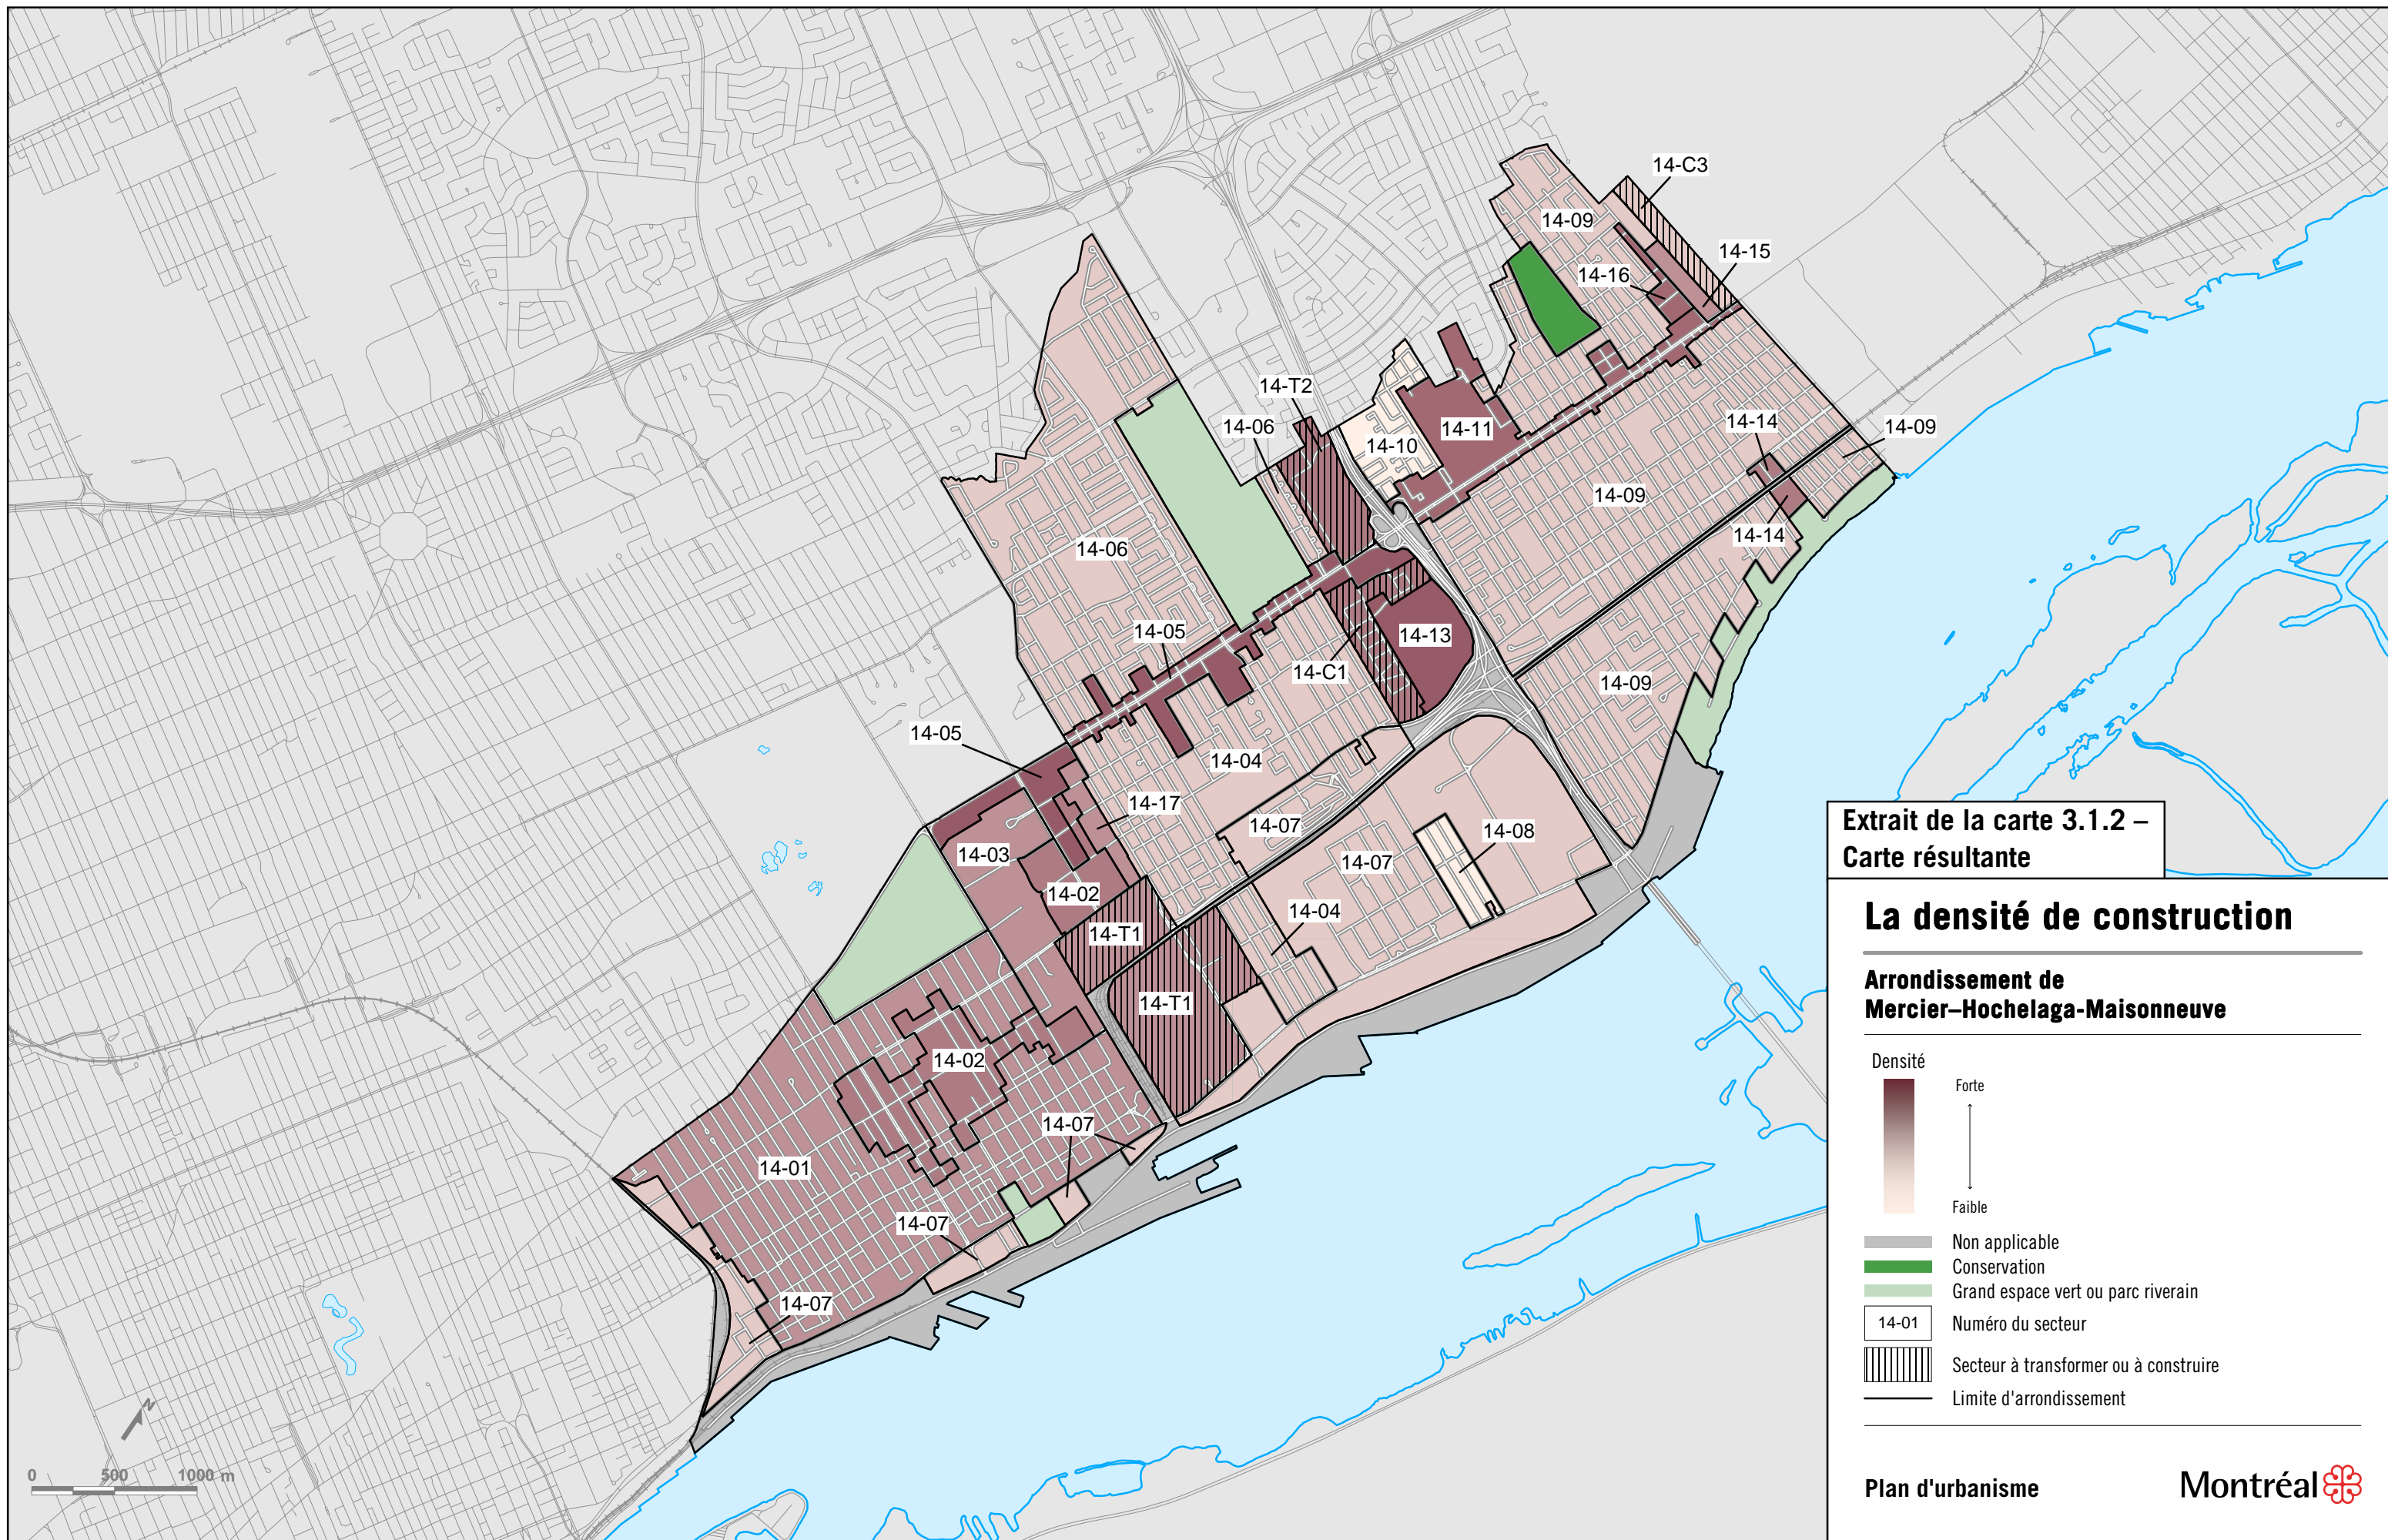 14-C3
14-09
14-15
14-16
14-T2
14-06
14-14
14-09
14-11
14-10
14-09
14-14
14-06
14-05
14-13
14-C1
14-09
14-05
14-04
14-17
14-07
14-08
14-03
14-07
14-02
14-04
14-T1
14-T1
14-02
14-07
14-01
14-07
14-07
Extrait de la carte 3.1.2 –
Carte résultante
La densité de construction
Arrondissement de
Mercier–Hochelaga-Maisonneuve
Densité
Forte
Faible
Non applicable
Conservation
Grand espace vert ou parc riverain
14-01 Numéro du secteur
Secteur à transformer ou à construire
Limite d'arrondissement
Plan d'urbanisme
Montréal
N
0 500 1000 m